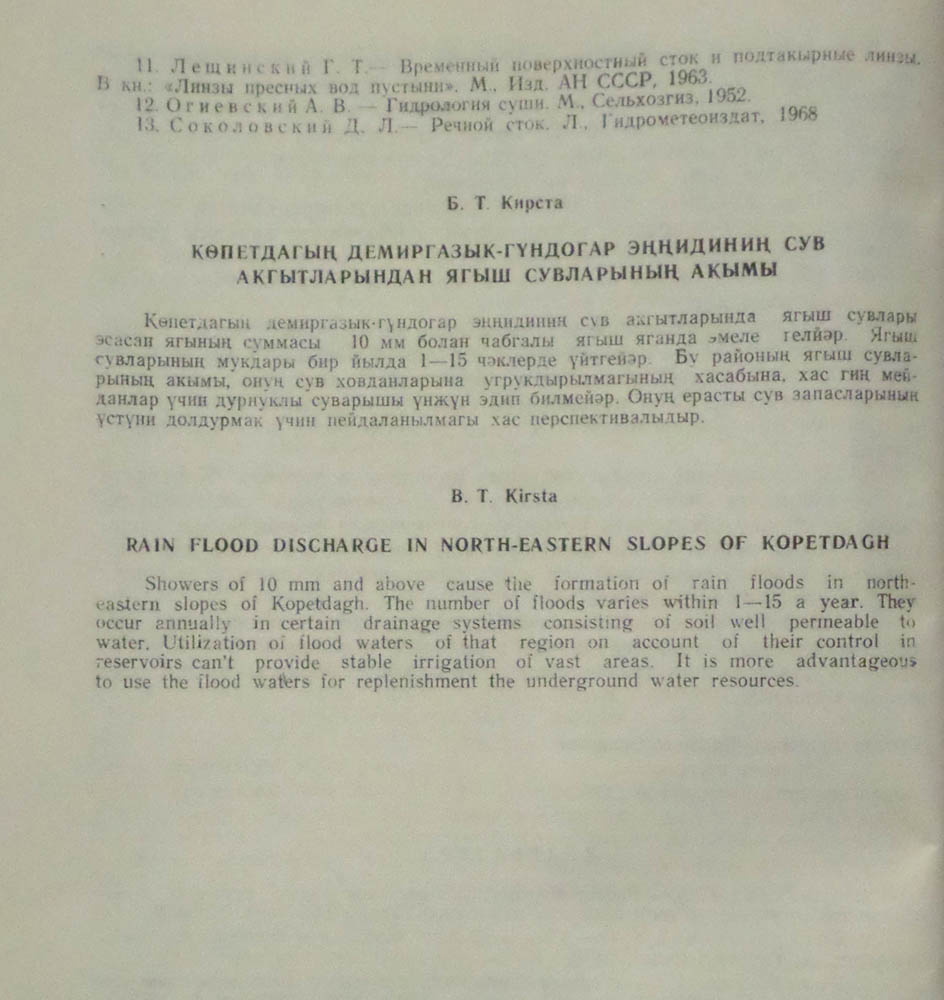 11. Лещинский Г. Т.— Временный поверхностный сток и подтакырные линзы.
В кн.: «Линзы пресных вод пустыни». М., Изд. АН СССР, 1963.
12. Огиевский А. В. — Гидрология суши. М., Сельхозгиз, 1952.
13. Соколовский Д. Л.— Речной сток. Л., Гидрометеоиздат, 1968
Б. Т. Кирста
КӨПЕТДАГЫҢ ДЕМИРГАЗЫК-ГҮНДОГАР ЭҢҢИДИНИҢ СУВ
АКГЫТЛАРЫНДАН ЯГЫШ СУВЛАРЫНЫҢ АКЫМЫ
Көпетдагың демиргазык-гүндогар эңңидиниң сув акгытларында ягыш сувлары
эсасан ягының суммасы 10 мм болан чабгалы ягыш яганда эмеле гелйәр. Ягыш
сувларының мукдары бир йылда 1—15 чәклерде үйтгейәр. Бу районың ягыш сувла-
рының акымы, онуң сув ховданларына угрукдырылмагының хасабына, хас гиң мей-
данлар үчин дурнуклы суварышы үнжүн эдип билмейәр. Онуң ерасты сув запасларының
үстүни долдурмак үчин пейдаланылмагы хас перспективалыдыр.
B. T. Kirsta
RAIN FLOOD DISCHARGE IN NORTH-EASTERN SLOPES OF KOPETDAGH
Showers of 10 mm and above cause the formation of rain floods in north-
eastern slopes of Kopetdagh. The number of floods varies within 1—15 a year. They
occur annually in certain drainage systems consisting of soil well permeable to
water. Utilization of flood waters of that region on account of their control in
reservoirs can't provide stable irrigation of vast areas. It is more advantageous
to use the flood waters for replenishment the underground water resources.